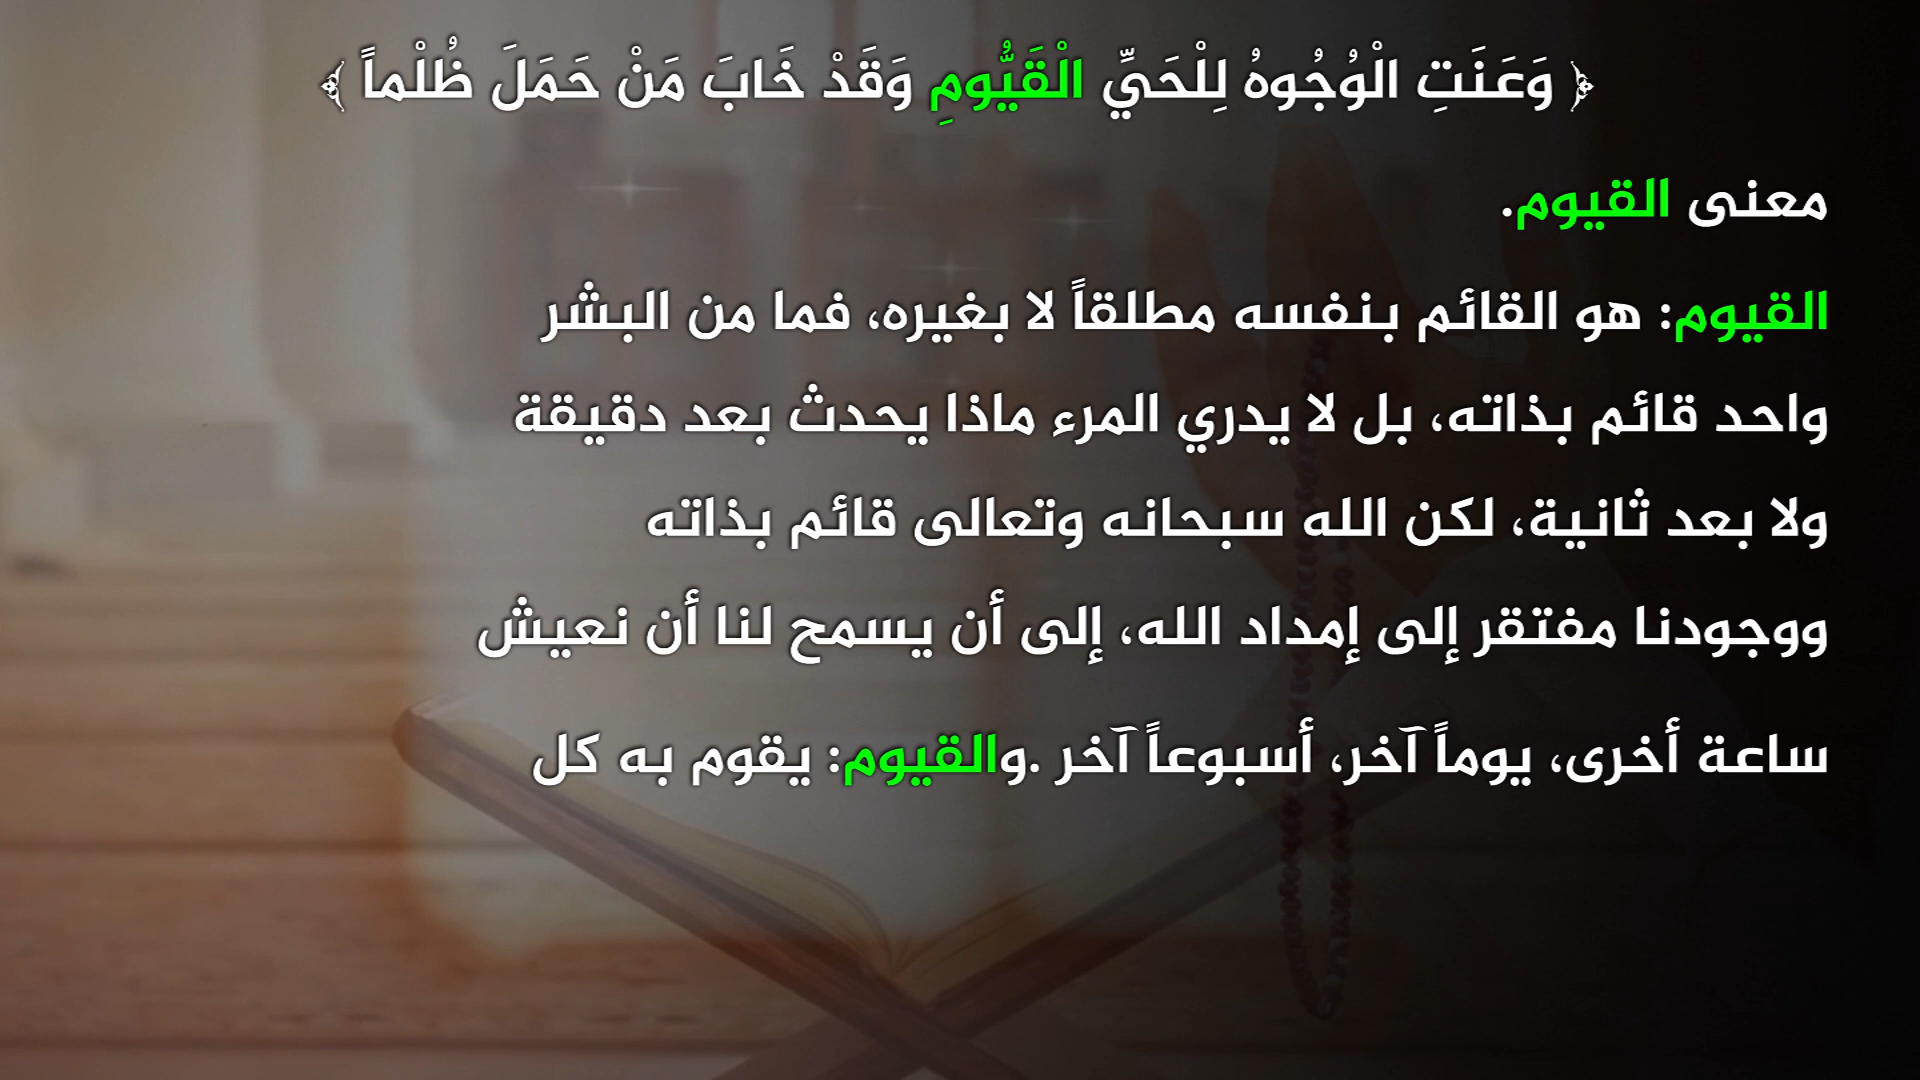 ﴿ وَعَنَتِ الْوُجُوهُ لِلْحَيِّ الْقَيُّومِ وَقَدْ خَابَ مَنْ حَمَلَ ظُلْماً ﴾
معنى القيوم.
القيوم: هو القائم بنفسه مطلقاً لا بغيره، فما من البشر
واحد قائم بذاته، بل لا يدري المرء ماذا يحدث بعد دقيقة
ولا بعد ثانية، لكن الله سبحانه وتعالى قائم بذاته
ووجودنا مفتقر إلى إمداد الله، إلى أن يسمح لنا أن نعيش
ساعة أخرى، يوماً آخر، أسبوعاً آخر .والقيوم: يقوم به كل